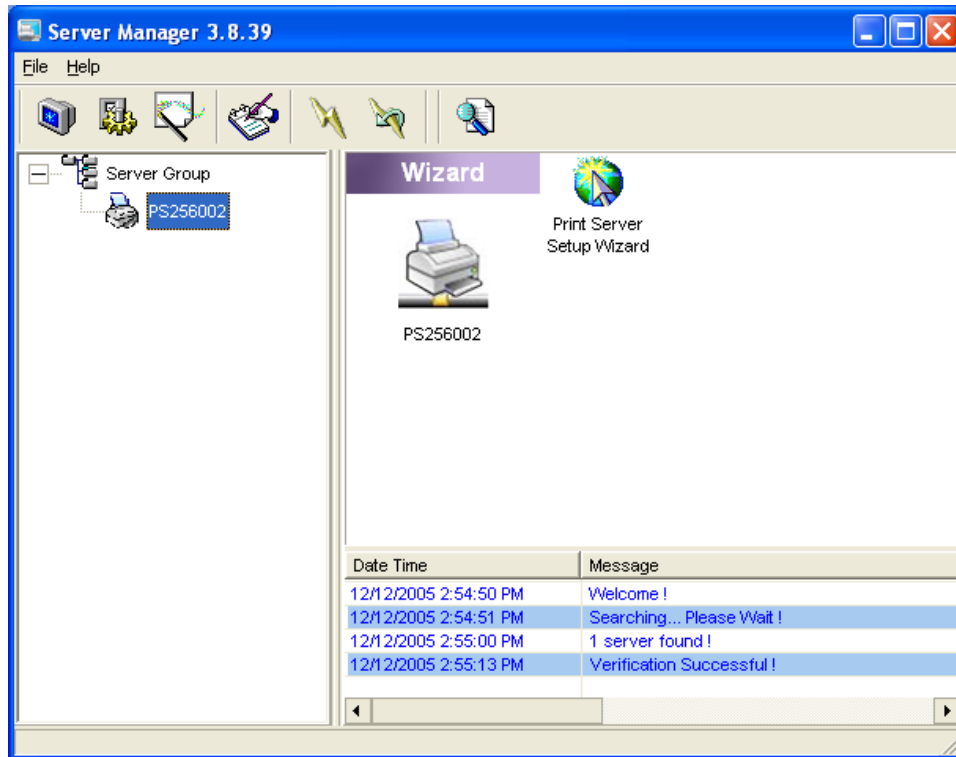 Server Manager 3.8.39
File Help
Server Group
PS256002
Wizard
Print Server
Setup Wizard
PS256002
Date Time Message
12/12/2005 2:54:50 PM Welcome !
12/12/2005 2:54:51 PM Searching... Please Wait !
12/12/2005 2:55:00 PM 1 server found !
12/12/2005 2:55:13 PM Verification Successful !